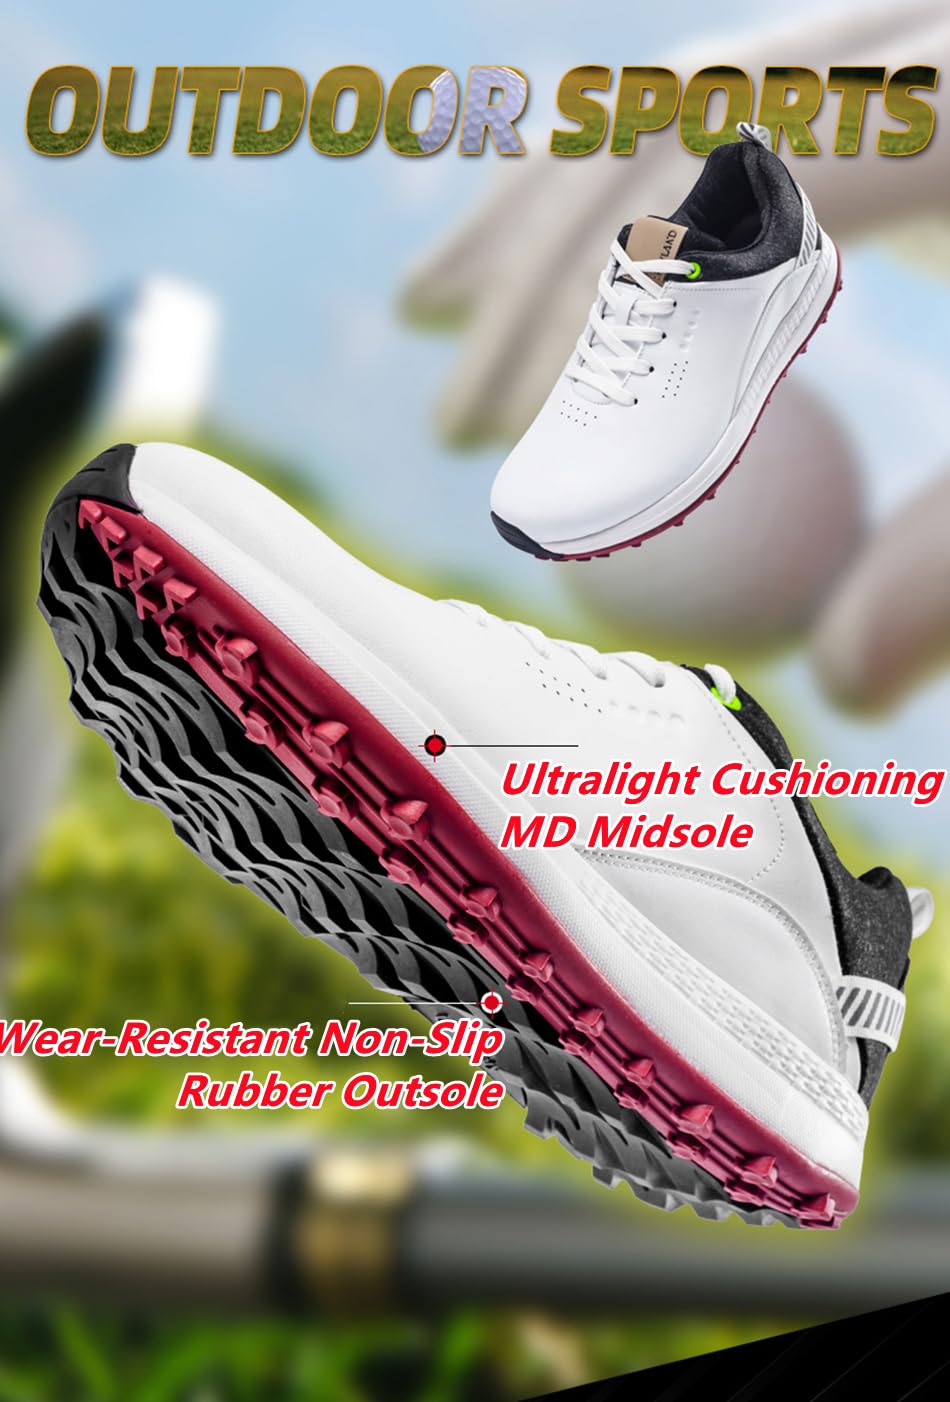 OUTDOOR SPORTS
Ultralight Cushioning
MD Midsole
Wear-Resistant Non-Slip
Rubber Outsole